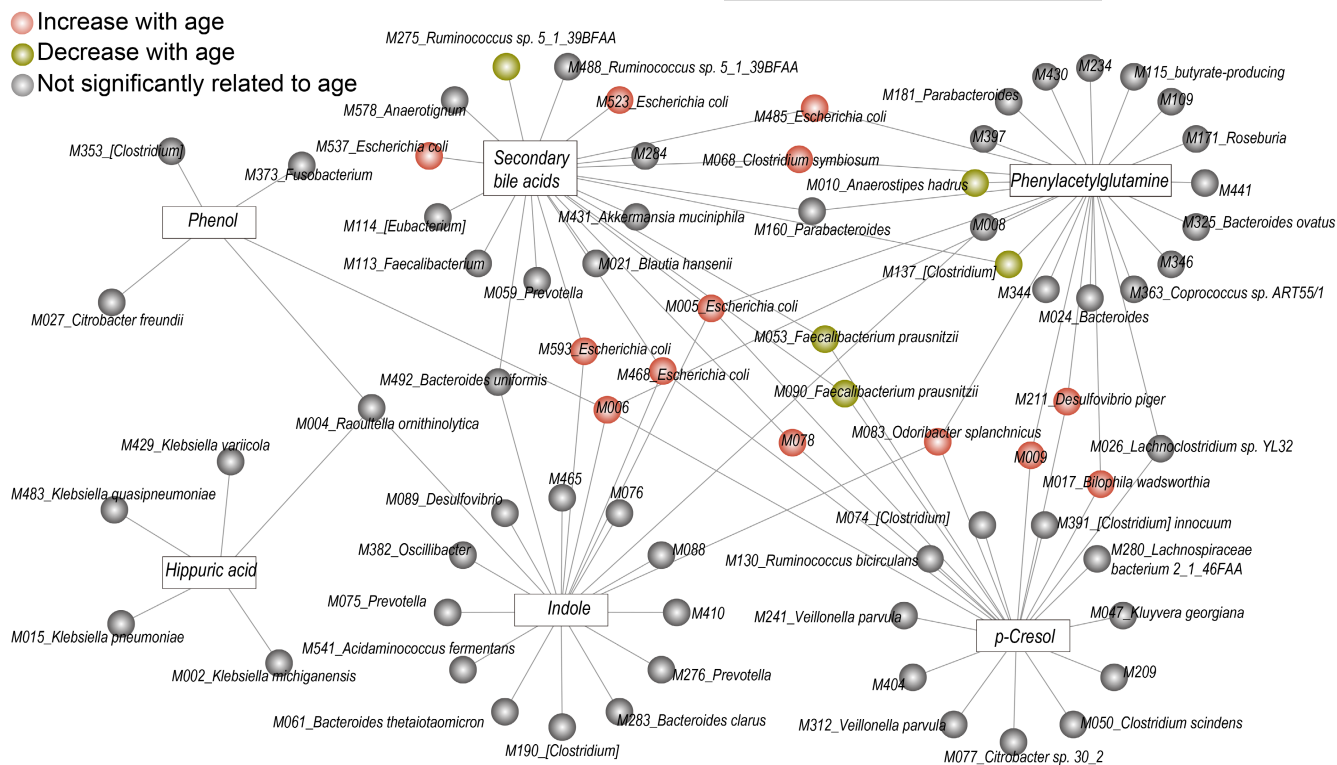 Increase with age
Decrease with age
Not significantly related to age
M275_Ruminococcus sp. 5_1_39BFAA
M488_Ruminococcus sp. 5_1_39BFAA
M578_Anaerotignum
M523_Escherichia coli
M485_Escherichia coli
M537_Escherichia coli
Secondary
bile acids
M284
M068_Clostridium symbiosum
M010_Anaerostipes hadrus
M353_[Clostridium]
M373_Fusobacterium
Phenol
M027_Citrobacter freundii
M114_[Eubacterium]
M431_Akkermansia muciniphila
M160_Parabacteroides
M113_Faecalibacterium
M021_Blautia hansenii
M059_Prevotella
M430
M234
M115_butyrate-producing
M181_Parabacteroides
M109
M397
M171_Roseburia
Phenylacetylglutamine
M441
M008
M325_Bacteroides ovatus
M137_[Clostridium]
M346
M344
M363_Coprococcus sp. ART55/1
M024_Bacteroides
M005_Escherichia coli
M053_Faecalibacterium prausnitzii
M593_Escherichia coli
M468_Escherichia coli
M492_Bacteroides uniformis
M090_Faecalibacterium prausnitzii
M006
M004_Raoultella ornithinolytica
M078
M083_Odoribacter splanchnicus
M211_Desulfovibrio piger
M009
M026_Lachnoclostridium sp. YL32
M017_Bilophila wadsworthia
M429_Klebsiella variicola
M483_Klebsiella quasipneumoniae
Hippuric acid
M015_Klebsiella pneumoniae
M002_Klebsiella michiganensis
M465
M076
M089_Desulfovibrio
M382_Oscillibacter
M088
M075_Prevotella
Indole
M410
M541_Acidaminococcus fermentans
M276_Prevotella
M061_Bacteroides thetaiotaomicron
M283_Bacteroides clarus
M190_[Clostridium]
M074_[Clostridium]
M391_[Clostridium] innocuum
M130_Ruminococcus bicirculans
M280_Lachnospiraceae
bacterium 2_1_46FAA
M241_Veillonella parvula
M047_Kluyvera georgiana
p-Cresol
M404
M209
M312_Veillonella parvula
M050_Clostridium scindens
M077_Citrobacter sp. 30_2